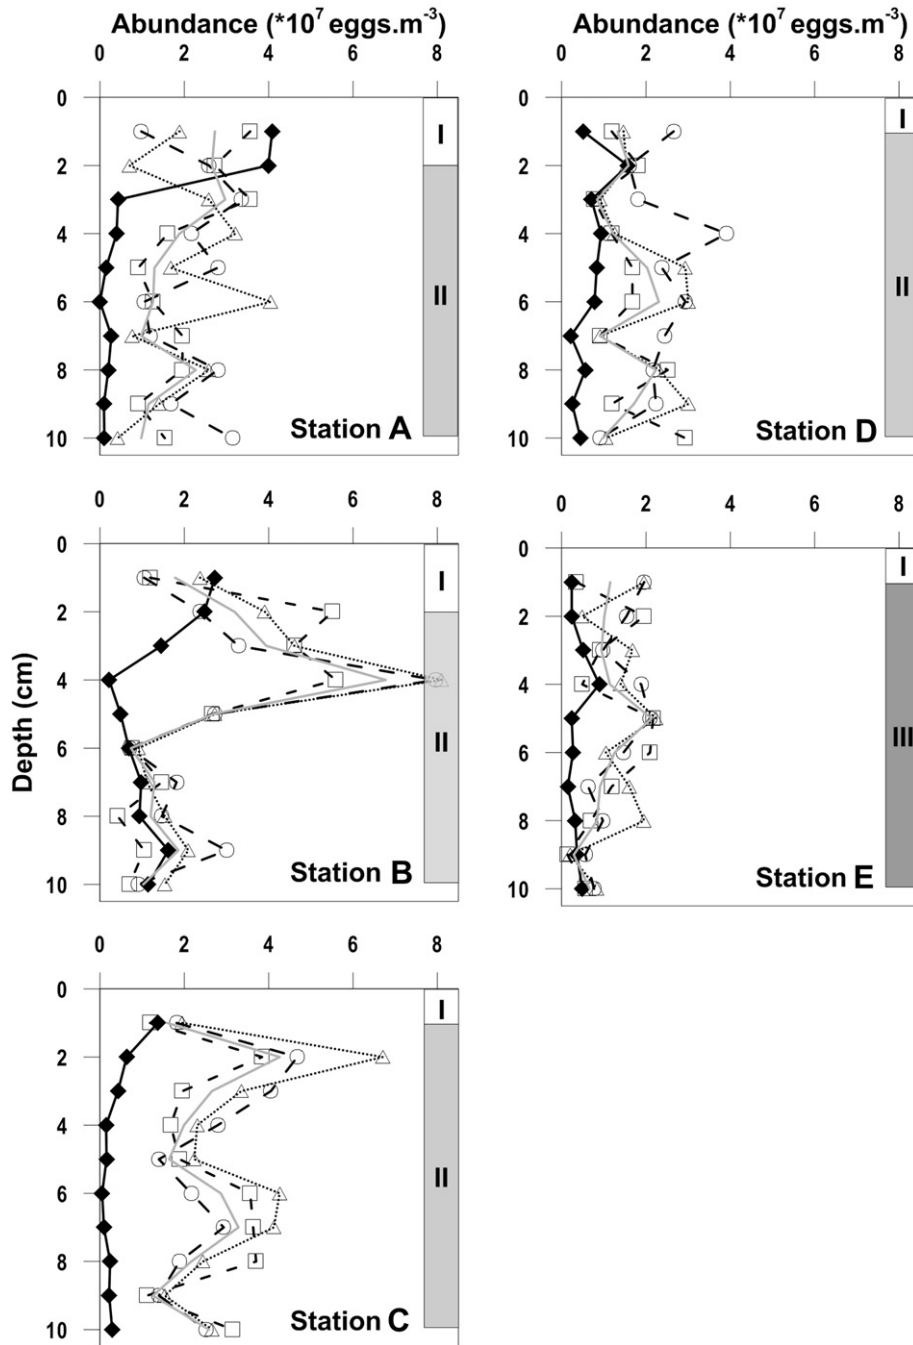 Abundance (*10⁷ eggs.m⁻³)
0 2 4 6 8
0
2
4
6
8
10
I
II
Station A
Abundance (*10⁷ eggs.m⁻³)
0 2 4 6 8
0
2
4
6
8
10
I
II
Station D
Depth (cm)
0 2 4 6 8
0
2
4
6
8
10
I
II
Station B
0 2 4 6 8
0
2
4
6
8
10
I
III
Station E
0 2 4 6 8
0
2
4
6
8
10
I
II
Station C